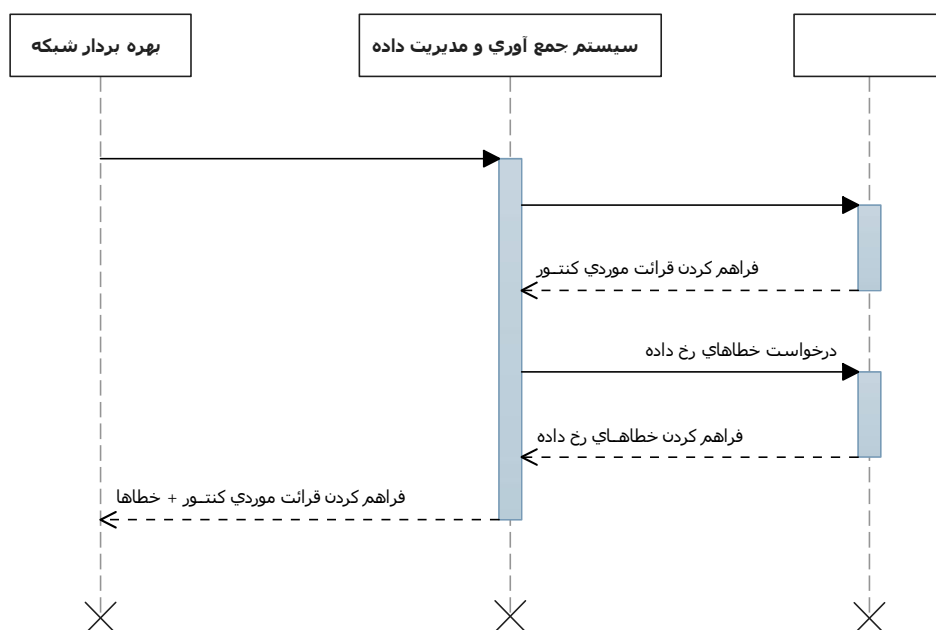 بهره بردار شبكه
سيستم جمع آوري و مديريت داده
فراهم كردن قرائت موردي كنتـور
درخواست خطاهاي رخ داده
فراهم كردن خطاهـاي رخ داده
فراهم كردن قرائت موردي كنتـور + خطاها